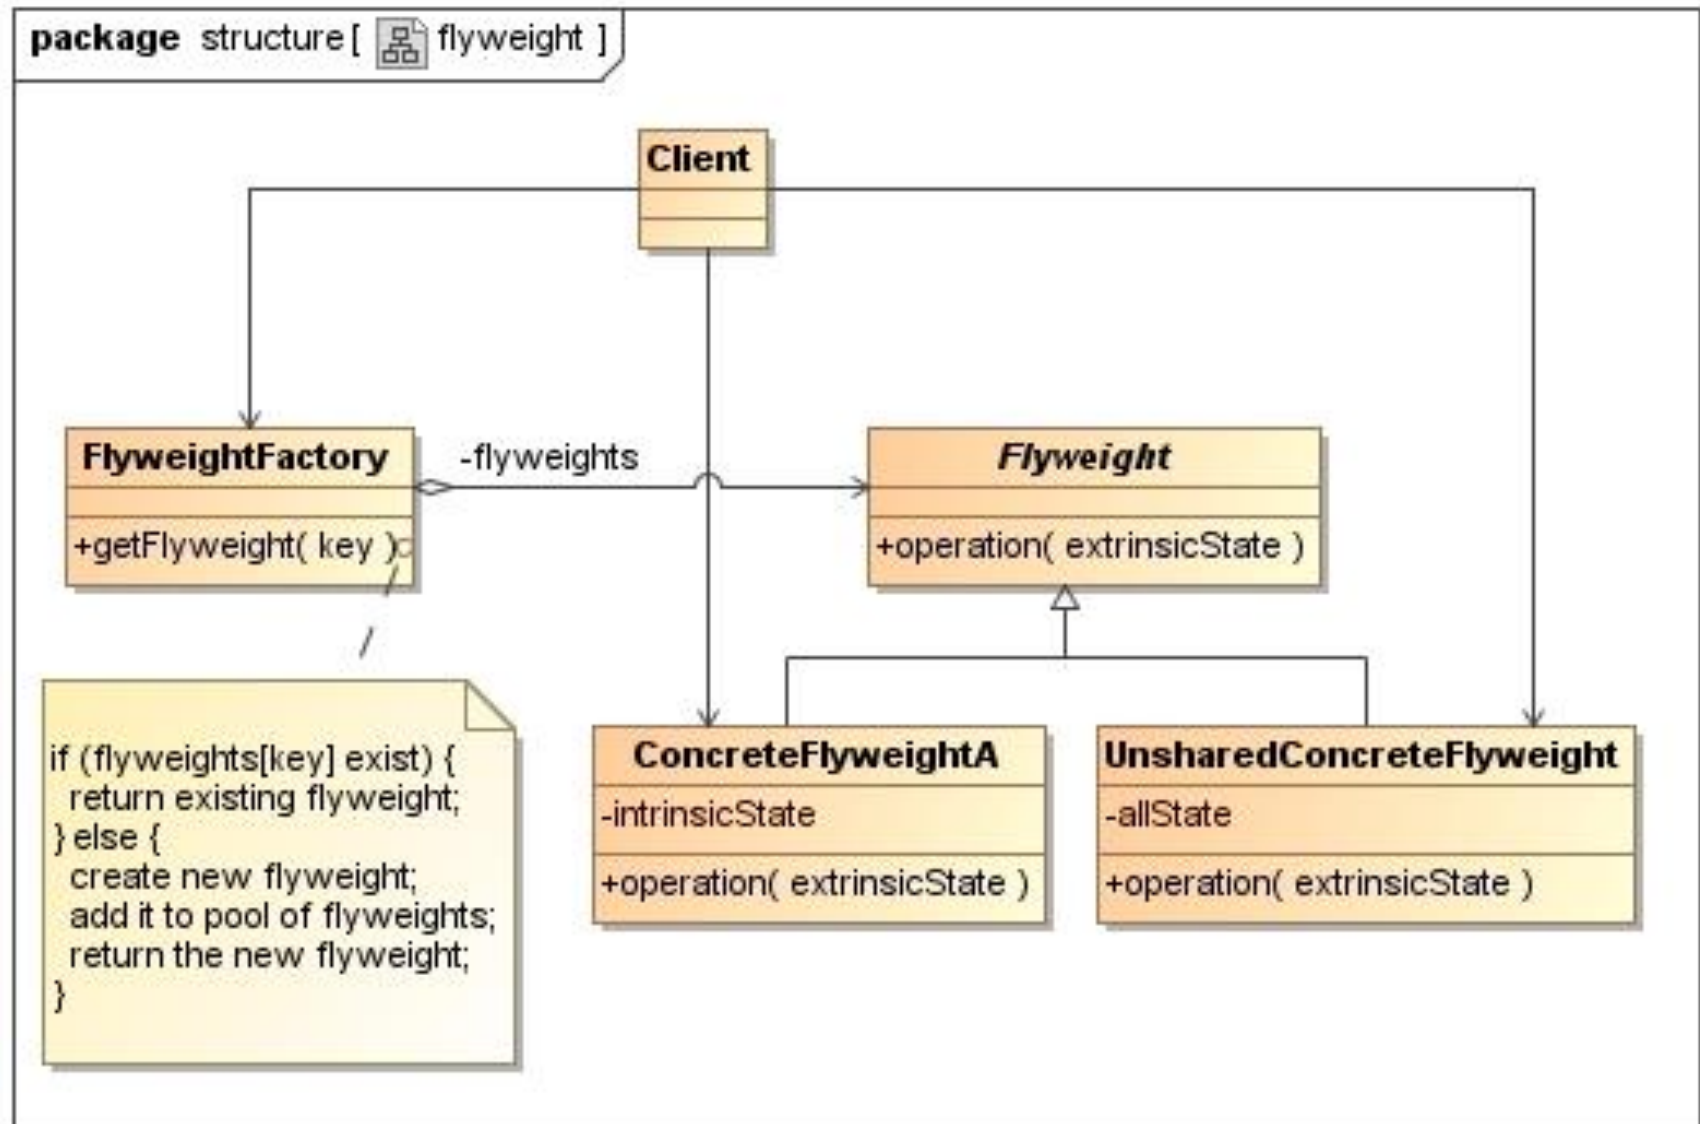 package structure[ flyweight ]
Client
FlyweightFactory
-flyweights
Flyweight
+getFlyweight( key )
+operation( extrinsicState )
if (flyweights[key] exist) {
return existing flyweight;
} else {
create new flyweight;
add it to pool of flyweights;
return the new flyweight;
}
ConcreteFlyweightA
-intrinsicState
+operation( extrinsicState )
UnsharedConcreteFlyweight
-allState
+operation( extrinsicState )